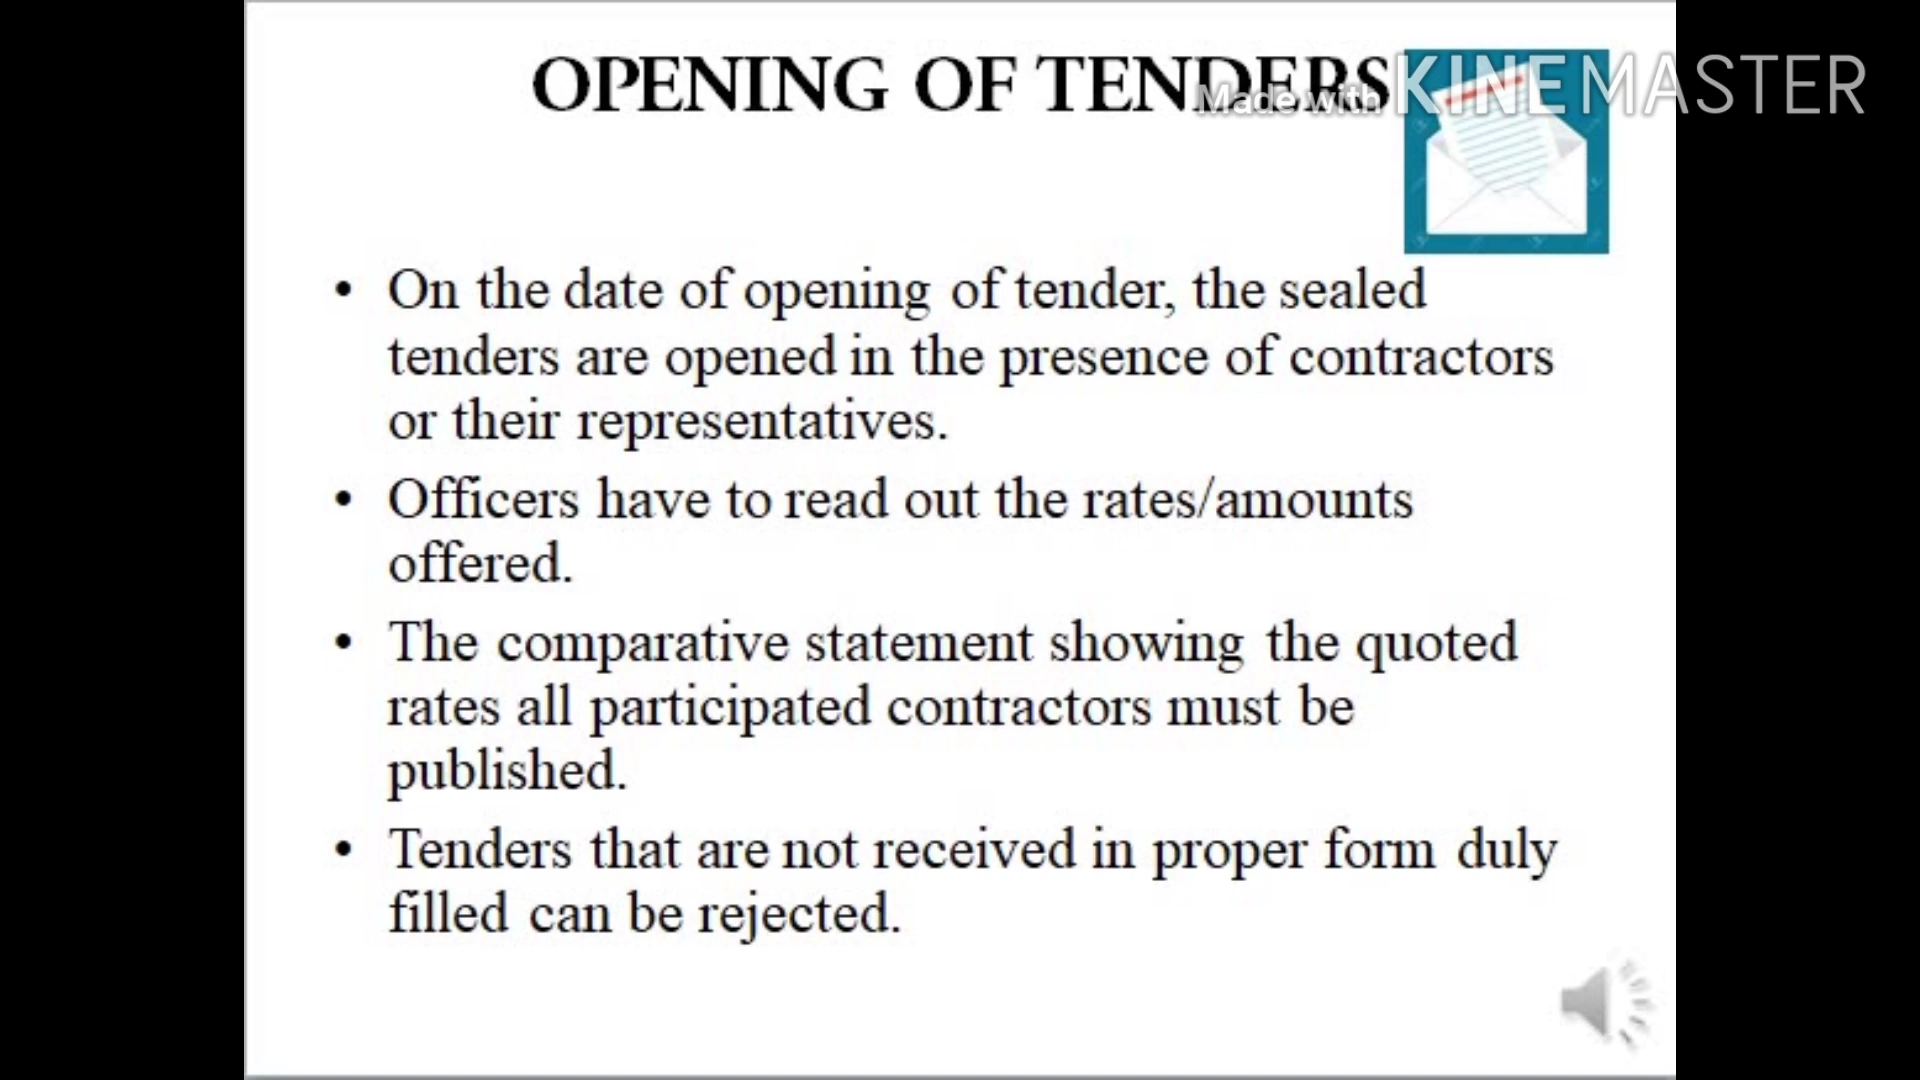 OPENING OF TENDERS
Made with KINEMASTER
• On the date of opening of tender, the sealed
tenders are opened in the presence of contractors
or their representatives.
• Officers have to read out the rates/amounts
offered.
• The comparative statement showing the quoted
rates all participated contractors must be
published.
• Tenders that are not received in proper form duly
filled can be rejected.